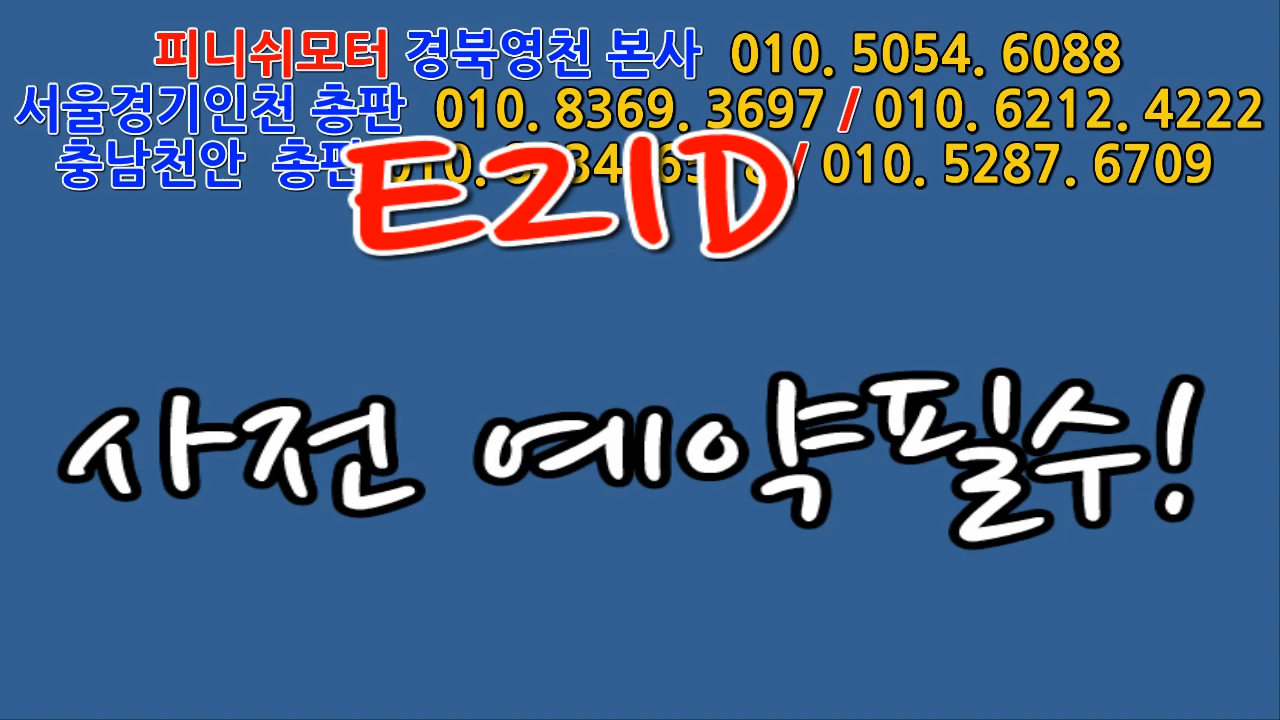 피니쉬모터 경북영천 본사 010. 5054. 6088
서울경기인천 총판 010. 8369. 3697 / 010. 6212. 4222
충남천안 총판 / 010. 5287. 6709
E21D
사전 예약필수!